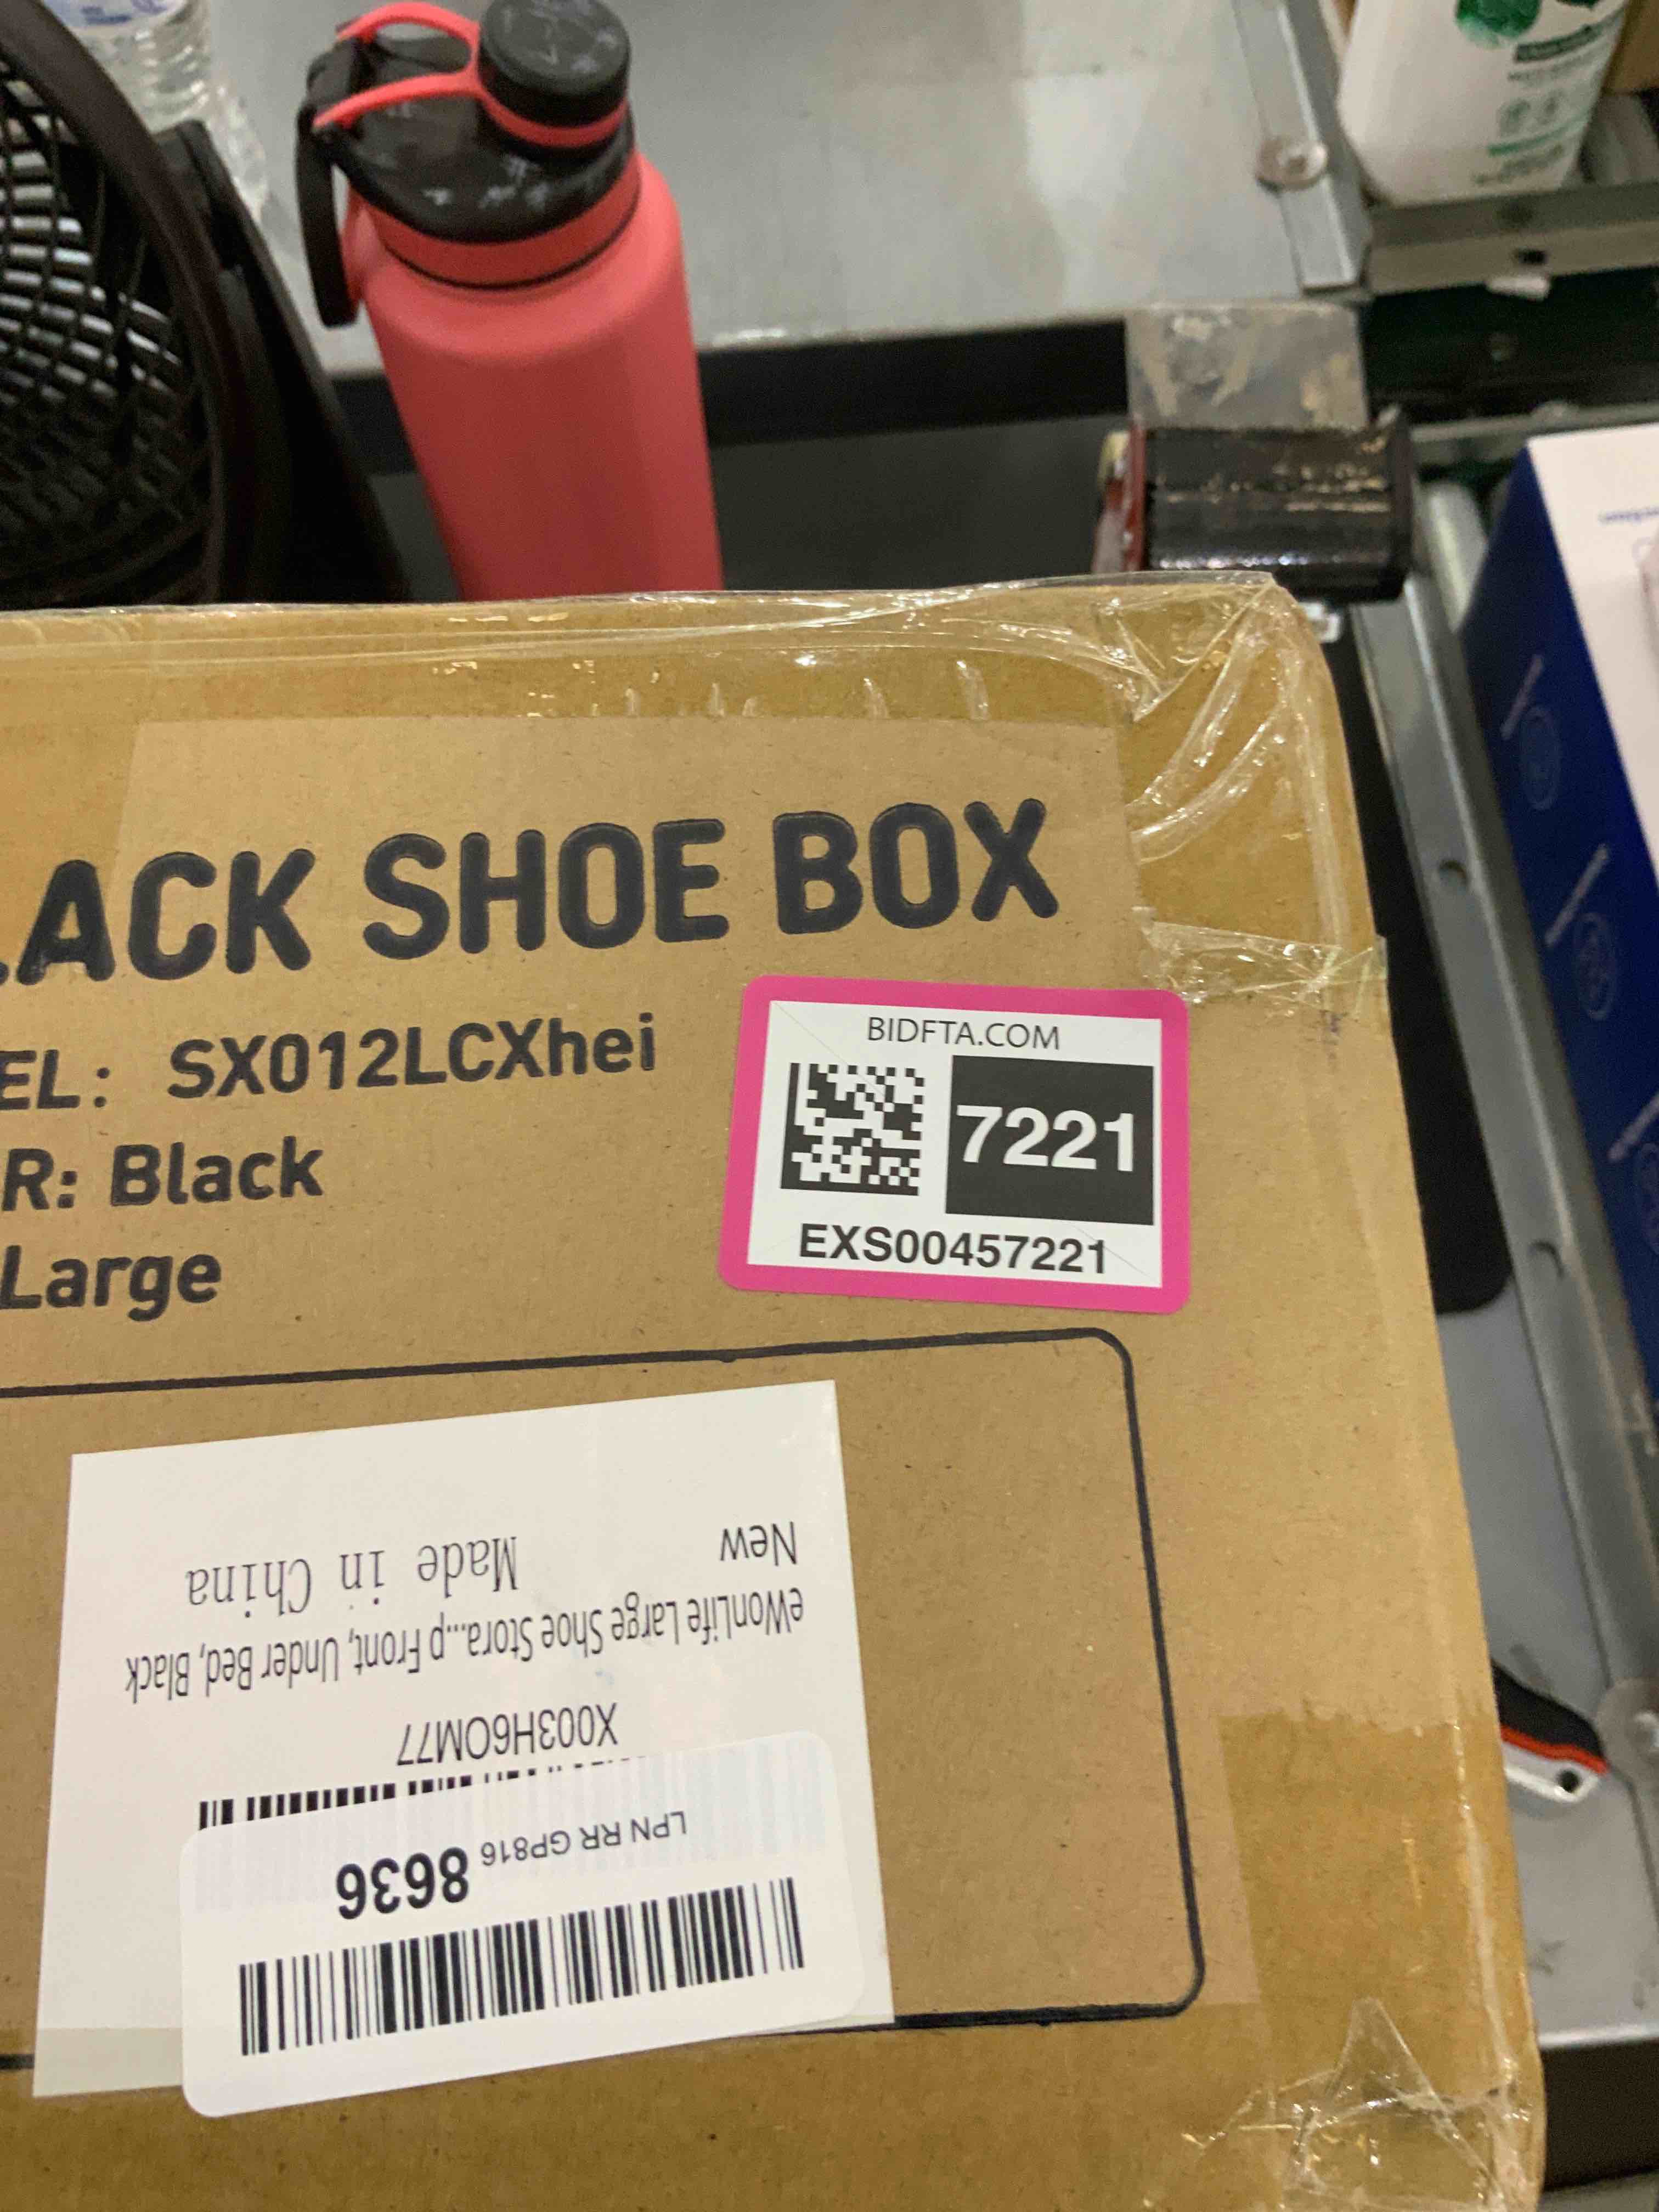 LACK SHOE BOX
EL: SX012LCXhei
R: Black
Large
BIDFTA.COM
7221
EXS00457221
New Made in China
eWonLife Large Shoe Stora...p Front, Under Bed, Black
X003H6OM77
LPN RR GP816 8636